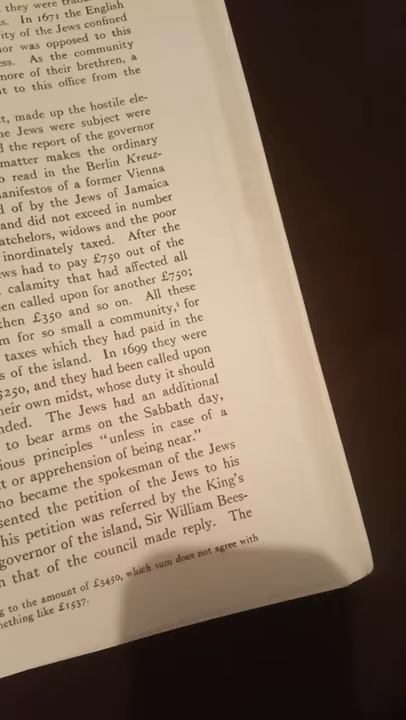 they were
s. In 1671 the English
ity of the Jews confined
or was opposed to this
ess. As the community
more of their brethren, a
t to this office from the
t, made up the hostile ele-
he Jews were subject were
d the report of the governor
matter makes the ordinary
o read in the Berlin Kreuz-
anifestos of a former Vienna
d of by the Jews of Jamaica
and did not exceed in number
atchelors, widows and the poor
inordinately taxed. After the
ws had to pay £750 out of the
calamity that had affected all
en called upon for another £750;
then £350 and so on. All these
m for so small a community,¹ for
taxes which they had paid in the
s of the island. In 1699 they were
5250, and they had been called upon
heir own midst, whose duty it should
nded. The Jews had an additional
to bear arms on the Sabbath day,
ious principles "unless in case of a
t or apprehension of being near."
ho became the spokesman of the Jews
sented the petition of the Jews to his
his petition was referred by the King's
governor of the island, Sir William Bees-
n that of the council made reply. The
g to the amount of £3450, which sum does not agree with
nething like £1537.